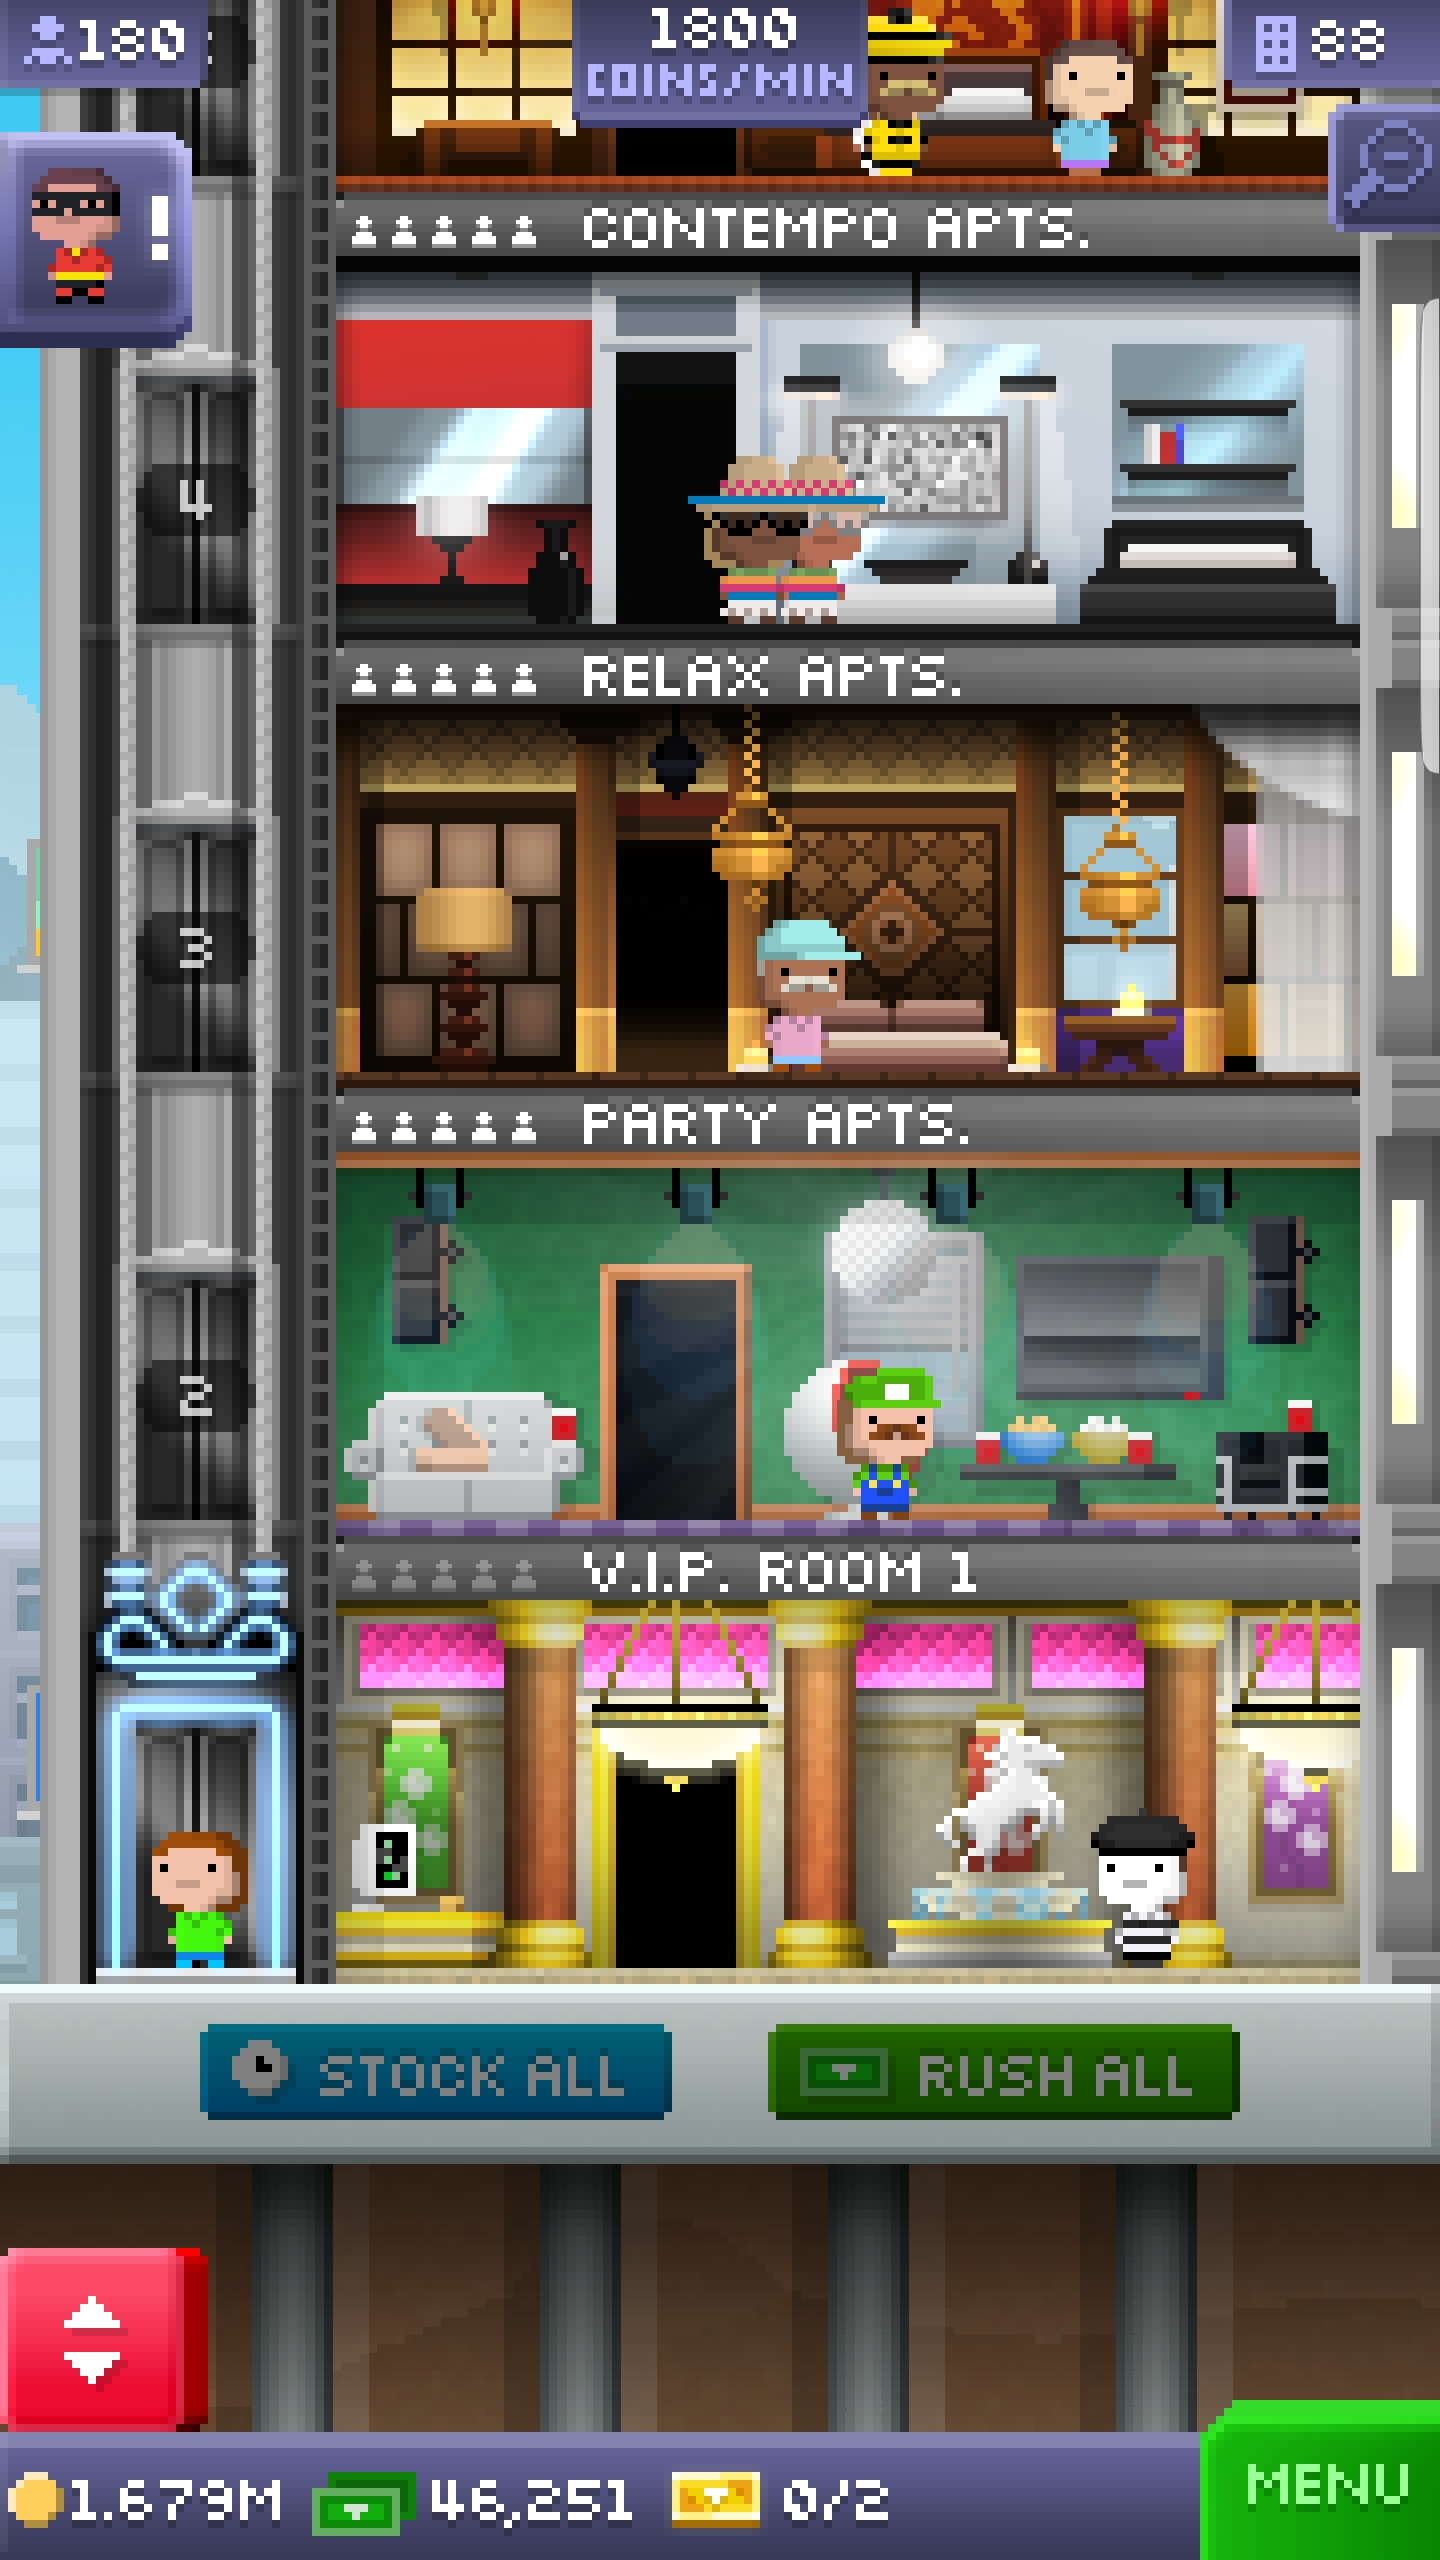 180
1800
COINS/MIN
88
!
CONTEMPO APTS.
4
RELAX APTS.
3
PARTY APTS.
2
V.I.P. ROOM 1
STOCK ALL
RUSH ALL
1.679M
46,251
0/2
MENU